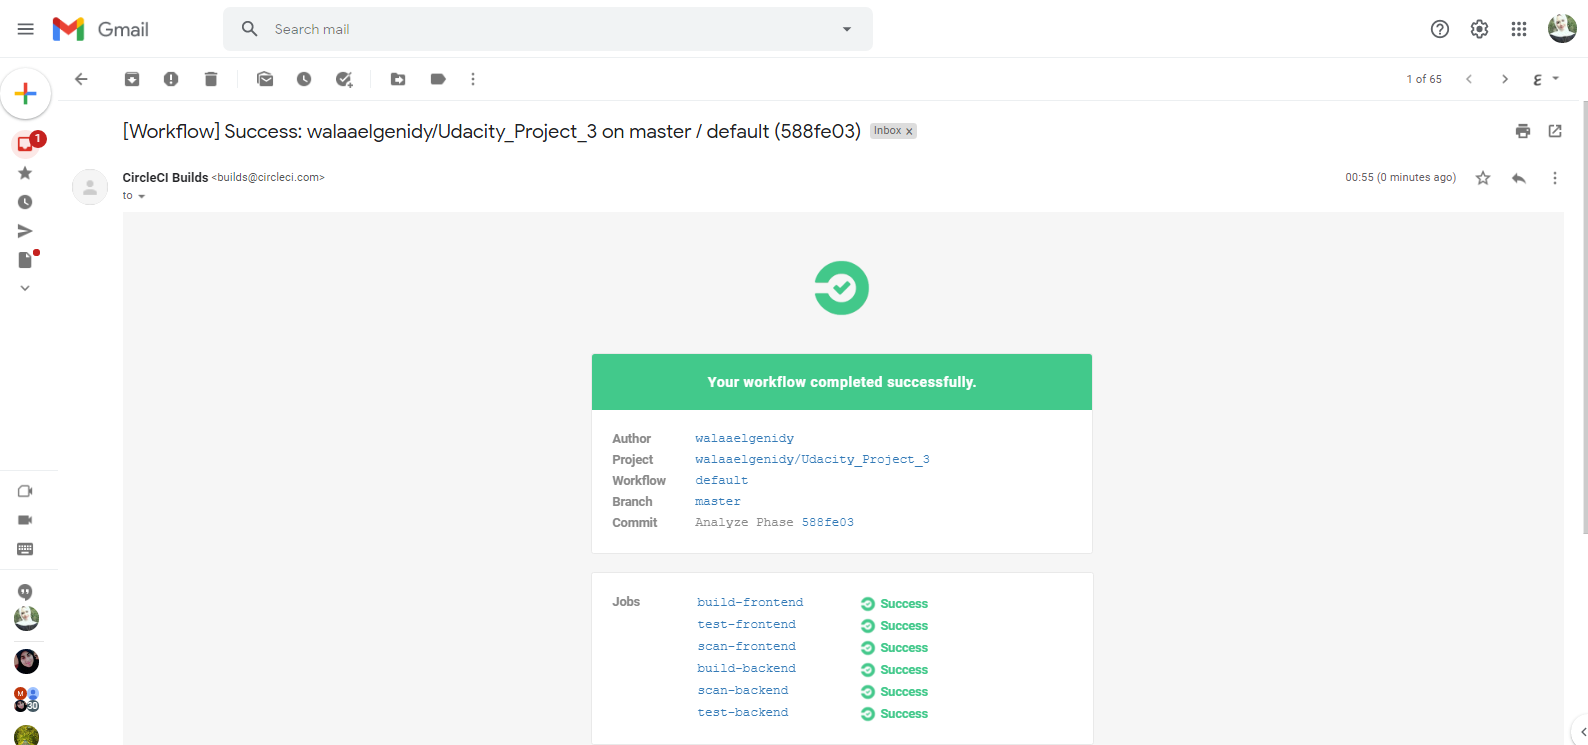 Gmail
Search mail
1 of 65
ε
1
[Workflow] Success: walaaelgenidy/Udacity_Project_3 on master / default (588fe03) Inbox x
CircleCI Builds <builds@circleci.com>
00:55 (0 minutes ago)
to
Your workflow completed successfully.
Author walaaelgenidy
Project walaaelgenidy/Udacity_Project_3
Workflow default
Branch master
Commit Analyze Phase 588fe03
Jobs build-frontend Success
test-frontend Success
scan-frontend Success
build-backend Success
scan-backend Success
test-backend Success
M
30